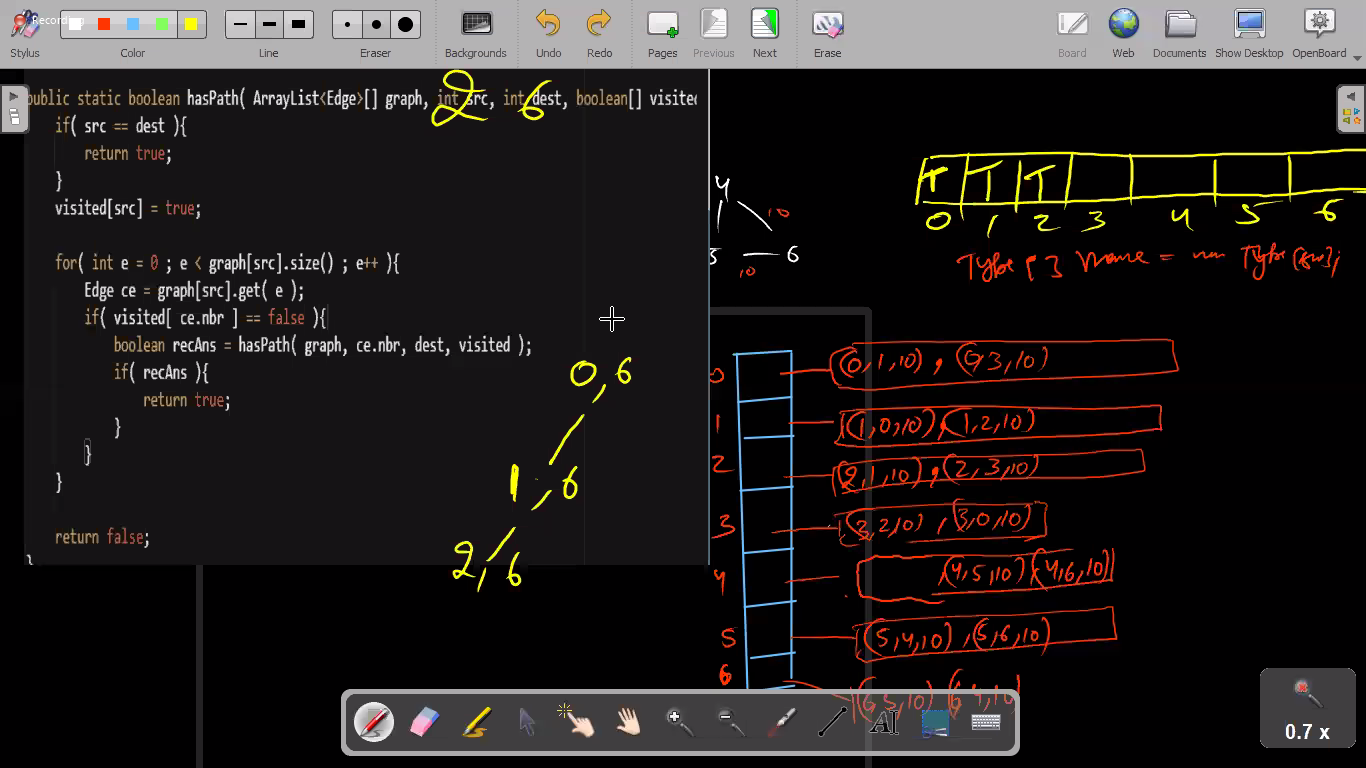 Recording
Stylus Color Line Eraser Backgrounds Undo Redo Pages Previous Next Erase Board Web Documents Show Desktop OpenBoard
2 6
public static boolean hasPath( ArrayList<Edge>[] graph, int src, int dest, boolean[] visited
if( src == dest ){
return true;
}
visited[src] = true;
for( int e = 0 ; e < graph[src].size() ; e++ ){
Edge ce = graph[src].get( e );
if( visited[ ce.nbr ] == false ){
boolean recAns = hasPath( graph, ce.nbr, dest, visited );
if( recAns ){
return true;
}
}
}
return false;
}
0,6
1,6
2,6
4
10
5 6
10
T T T
0 1 2 3 4 5 6
Type [ ] name = new Type [size];
0 (0,1,10), (0,3,10)
1 (1,0,10), (1,2,10)
2 (2,1,10), (2,3,10)
3 (3,2,10), (3,0,10)
4 (4,5,10) (4,6,10)
5 (5,4,10), (5,6,10)
6 (6,5,10) (6,4,10)
AI
0.7 x